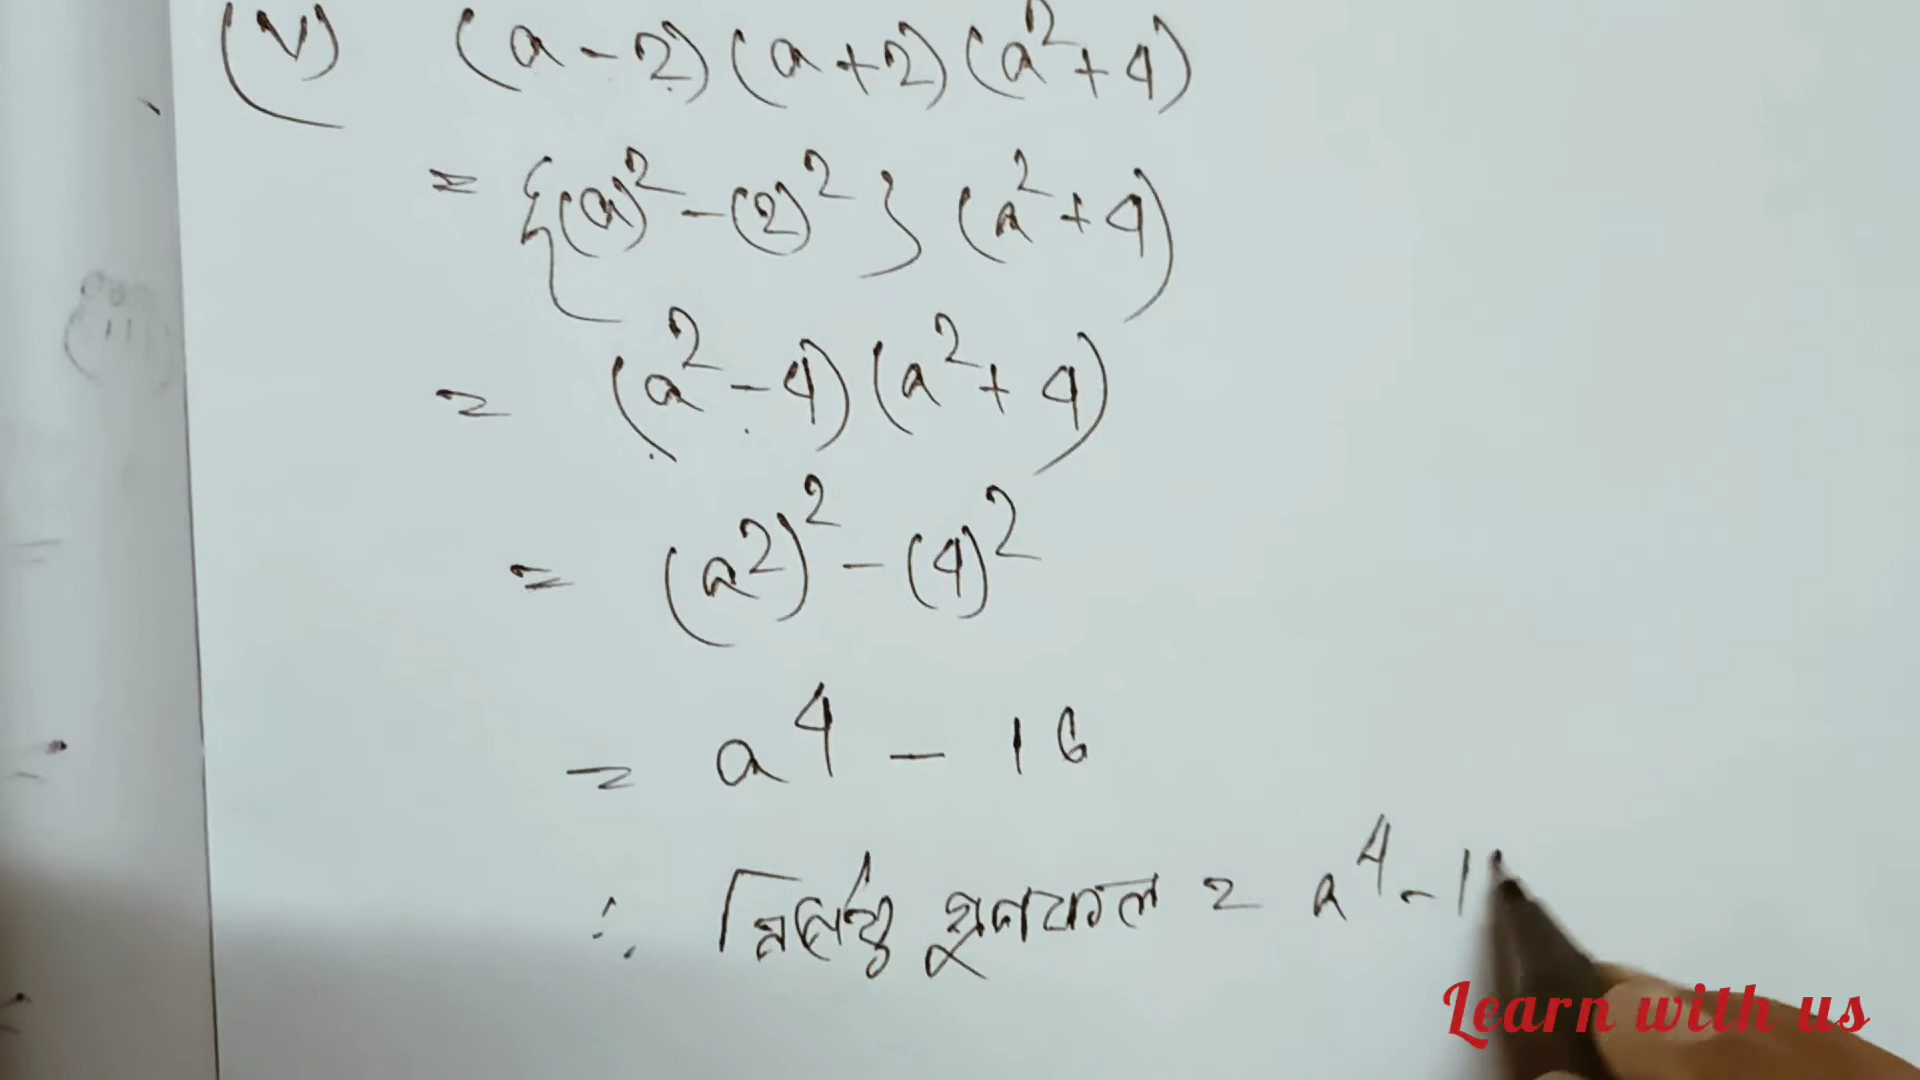 (v) (a-2)(a+2)(a²+4)
= {(a)²-(2)²}(a²+4)
= (a²-4)(a²+4)
= (a²)²-(4)²
= a⁴-16
∴ নির্ণেয় গুণফল = a⁴-1
Learn with us